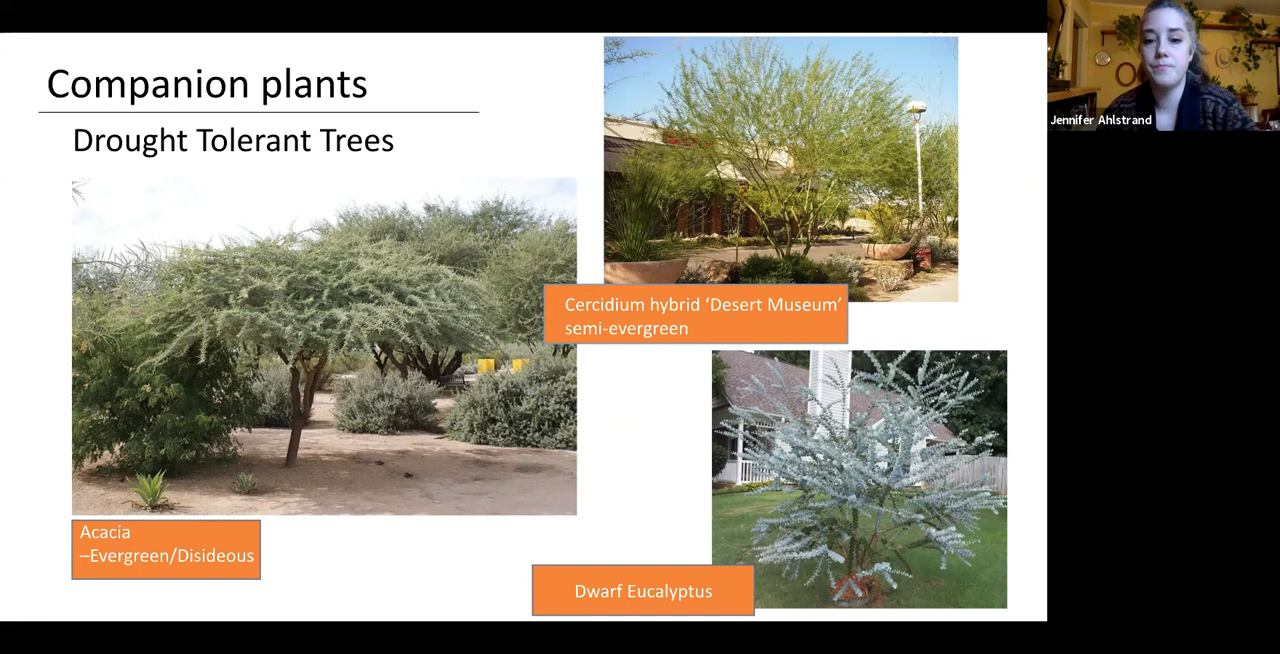 Companion plants
Drought Tolerant Trees
Cercidium hybrid ‘Desert Museum’
semi-evergreen
Acacia
–Evergreen/Disideous
Dwarf Eucalyptus
Jennifer Ahlstrand